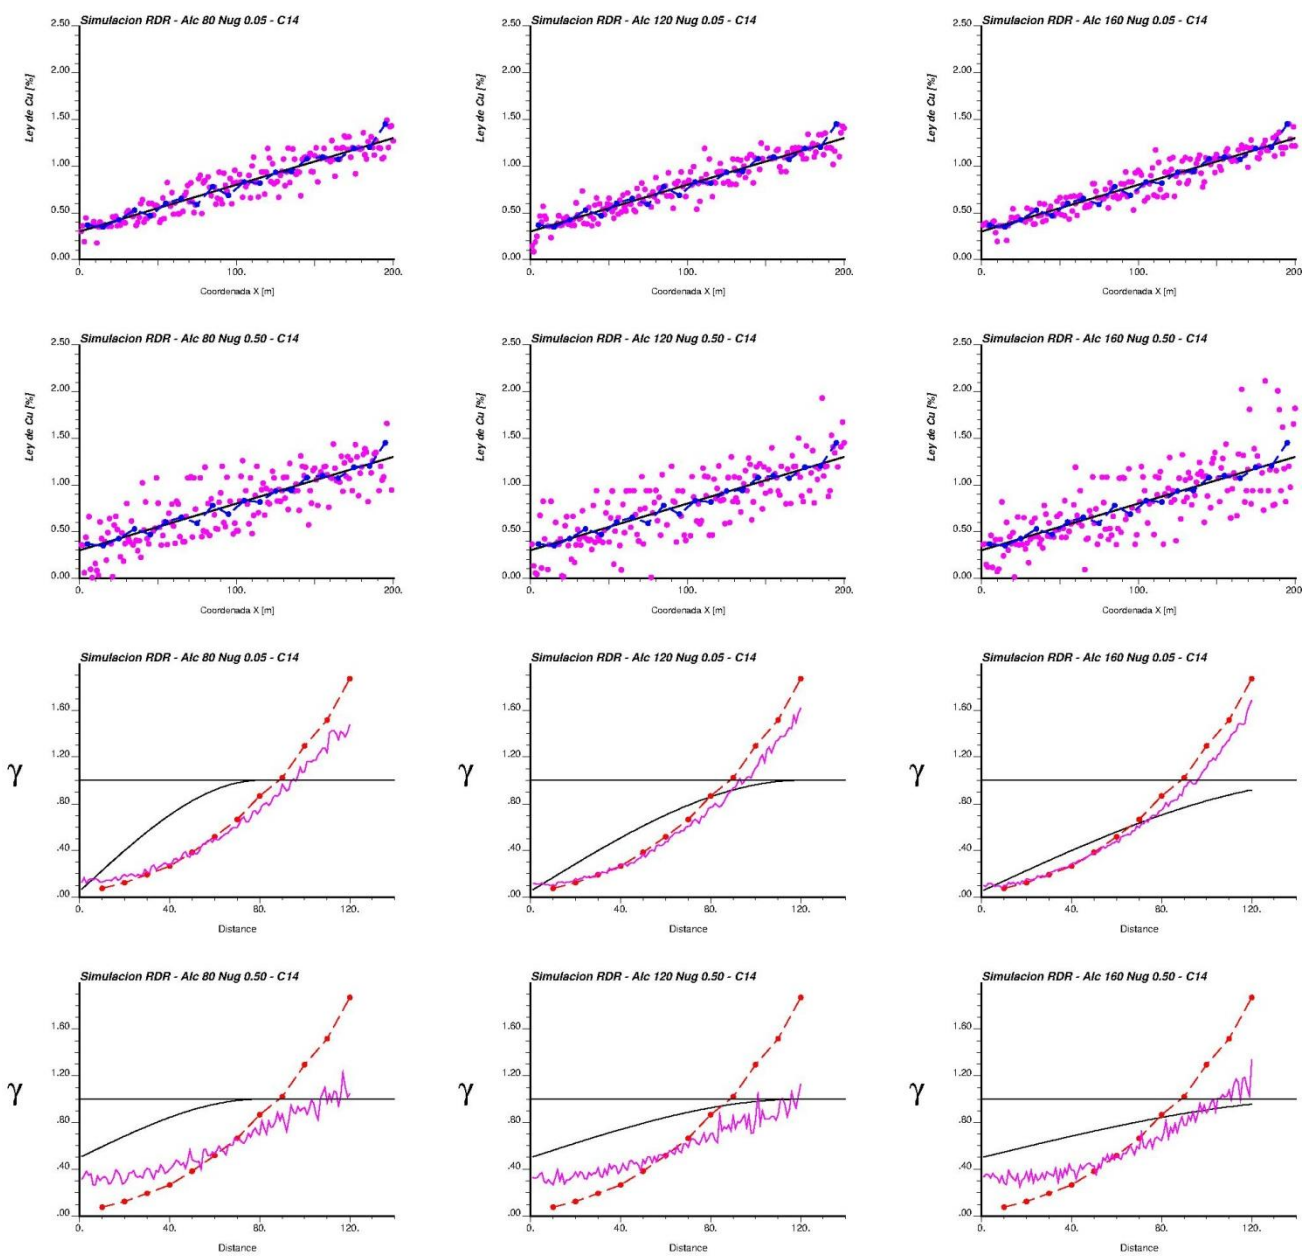 Simulacion RDR - Alc 80 Nug 0.05 - C14
Ley de Cu [%]
2.50
2.00
1.50
1.00
0.50
0.00
0. 100. 200.
Coordenada X [m]
Simulacion RDR - Alc 120 Nug 0.05 - C14
Ley de Cu [%]
2.50
2.00
1.50
1.00
0.50
0.00
0. 100. 200.
Coordenada X [m]
Simulacion RDR - Alc 160 Nug 0.05 - C14
Ley de Cu [%]
2.50
2.00
1.50
1.00
0.50
0.00
0. 100. 200
Coordenada X [m]
Simulacion RDR - Alc 80 Nug 0.50 - C14
Ley de Cu [%]
2.50
2.00
1.50
1.00
0.50
0.00
0. 100. 200.
Coordenada X [m]
Simulacion RDR - Alc 120 Nug 0.50 - C14
Ley de Cu [%]
2.50
2.00
1.50
1.00
0.50
0.00
0. 100. 200.
Coordenada X [m]
Simulacion RDR - Alc 160 Nug 0.50 - C14
Ley de Cu [%]
2.50
2.00
1.50
1.00
0.50
0.00
0. 100. 200
Coordenada X [m]
Simulacion RDR - Alc 80 Nug 0.05 - C14
γ
1.60
1.20
.80
.40
.00
0. 40. 80. 120.
Distance
Simulacion RDR - Alc 120 Nug 0.05 - C14
γ
1.60
1.20
.80
.40
.00
0. 40. 80. 120.
Distance
Simulacion RDR - Alc 160 Nug 0.05 - C14
γ
1.60
1.20
.80
.40
.00
0. 40. 80. 120.
Distance
Simulacion RDR - Alc 80 Nug 0.50 - C14
γ
1.60
1.20
.80
.40
.00
0. 40. 80. 120.
Distance
Simulacion RDR - Alc 120 Nug 0.50 - C14
γ
1.60
1.20
.80
.40
.00
0. 40. 80. 120.
Distance
Simulacion RDR - Alc 160 Nug 0.50 - C14
γ
1.60
1.20
.80
.40
.00
0. 40. 80. 120.
Distance